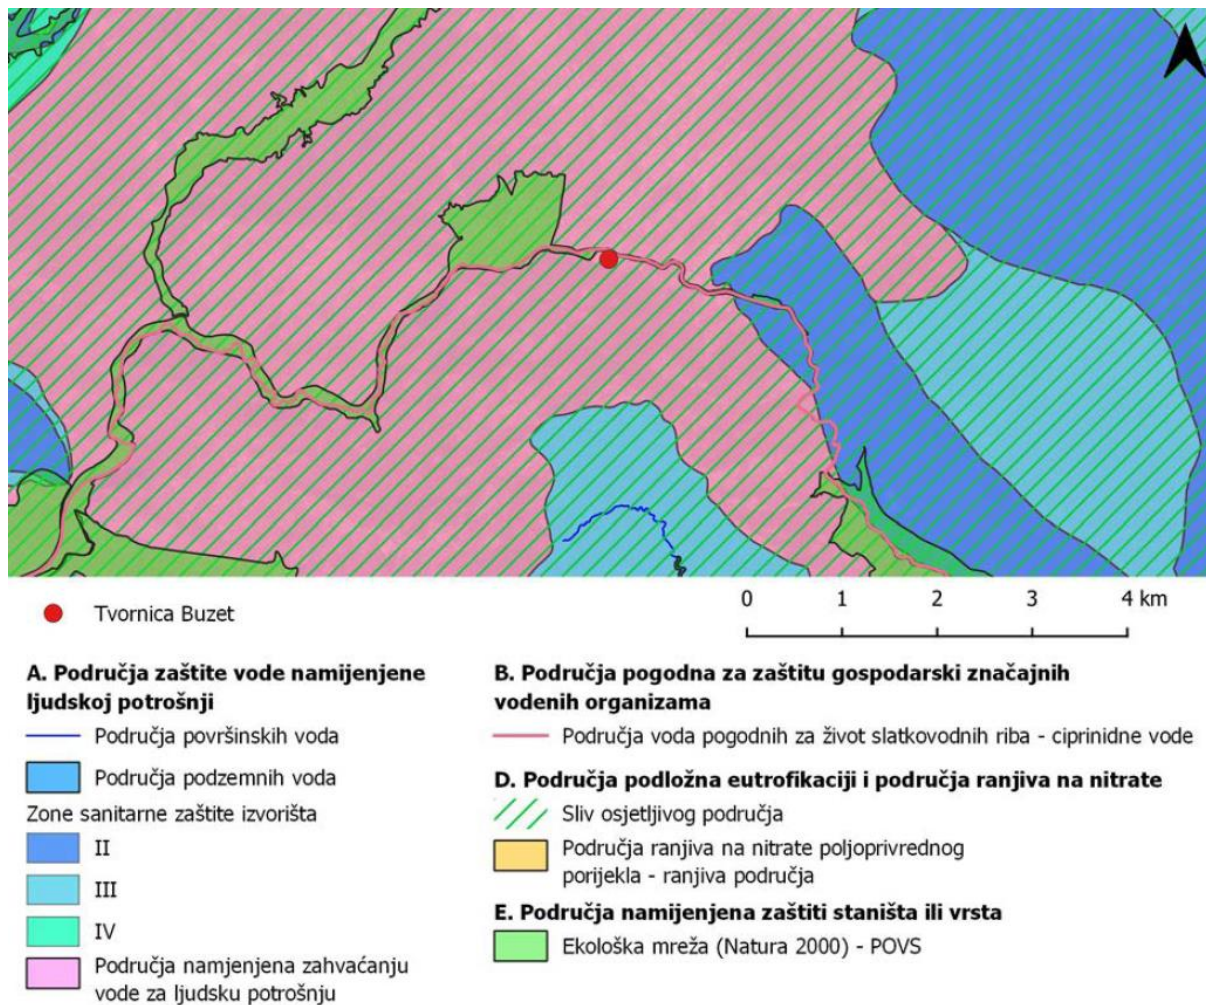 Tvornica Buzet
0 1 2 3 4 km
A. Područja zaštite vode namijenjene
ljudskoj potrošnji
Područja površinskih voda
Područja podzemnih voda
Zone sanitarne zaštite izvorišta
II
III
IV
Područja namjenjena zahvaćanju
vode za ljudsku potrošnju
B. Područja pogodna za zaštitu gospodarski značajnih
vodenih organizama
Područja voda pogodnih za život slatkovodnih riba - ciprinidne vode
D. Područja podložna eutrofikaciji i područja ranjiva na nitrate
Sliv osjetljivog područja
Područja ranjiva na nitrate poljoprivrednog
porijekla - ranjiva područja
E. Područja namijenjena zaštiti staništa ili vrsta
Ekološka mreža (Natura 2000) - POVS